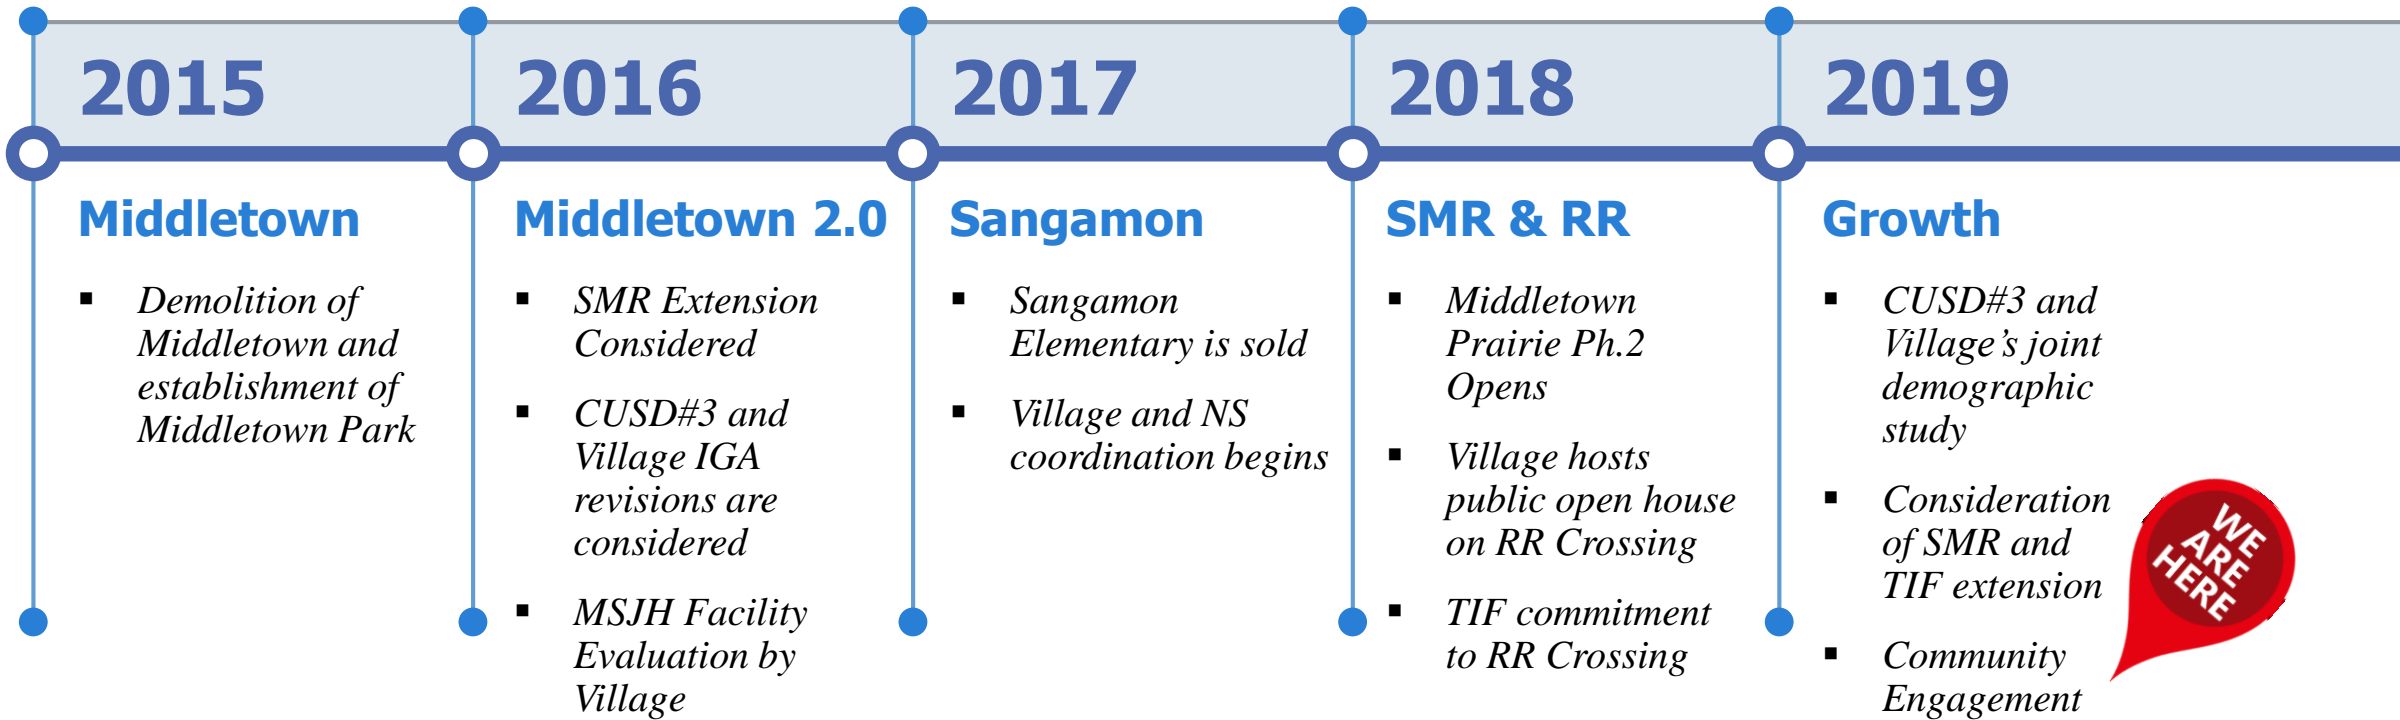 2015
Middletown
▪ Demolition of
Middletown and
establishment of
Middletown Park
2016
Middletown 2.0
▪ SMR Extension
Considered
▪ CUSD#3 and
Village IGA
revisions are
considered
▪ MSJH Facility
Evaluation by
Village
2017
Sangamon
▪ Sangamon
Elementary is sold
▪ Village and NS
coordination begins
2018
SMR & RR
▪ Middletown
Prairie Ph.2
Opens
▪ Village hosts
public open house
on RR Crossing
▪ TIF commitment
to RR Crossing
2019
Growth
▪ CUSD#3 and
Village’s joint
demographic
study
▪ Consideration
of SMR and
TIF extension
▪ Community
Engagement
WE
ARE
HERE